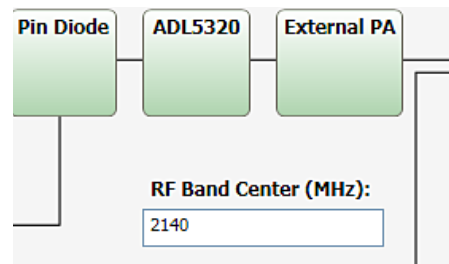 Pin Diode
ADL5320
External PA
RF Band Center (MHz):
2140